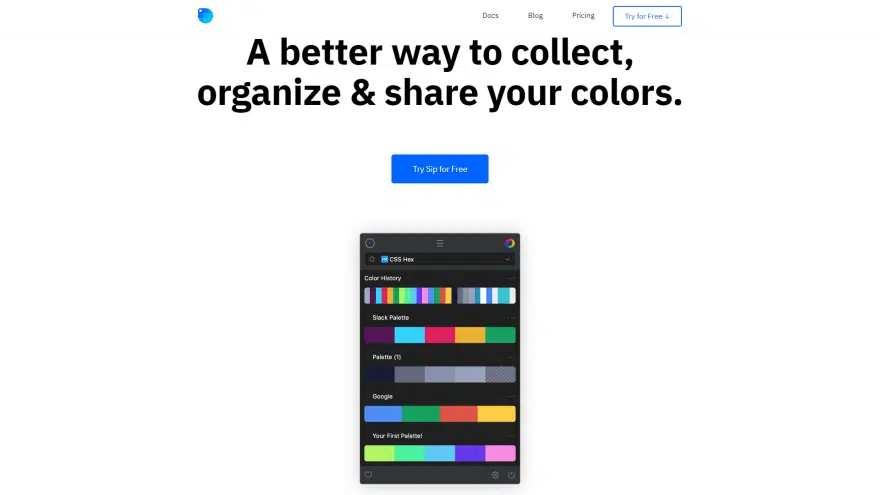 Docs Blog Pricing Try for Free ↓
A better way to collect,
organize & share your colors.
Try Sip for Free
CSS Hex
Color History
Slack Palette
Palette (1)
Google
Your First Palette!